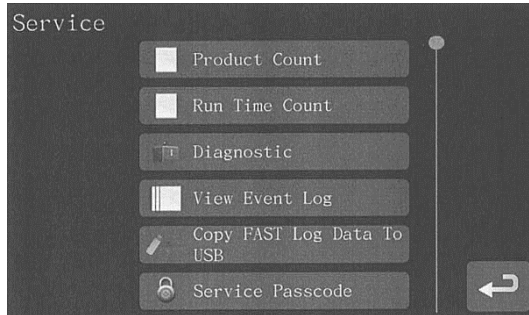 Service
Product Count
Run Time Count
Diagnostic
View Event Log
Copy FAST Log Data To
USB
Service Passcode